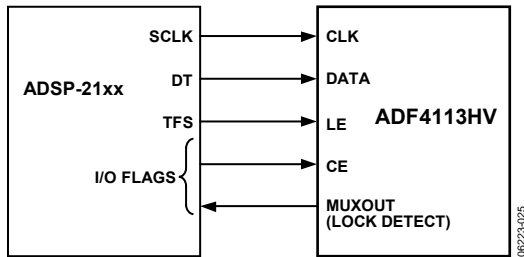 SCLK
DT
TFS
I/O FLAGS
ADSP-21xx
CLK
DATA
LE
CE
MUXOUT
(LOCK DETECT)
ADF4113HV
06223-025